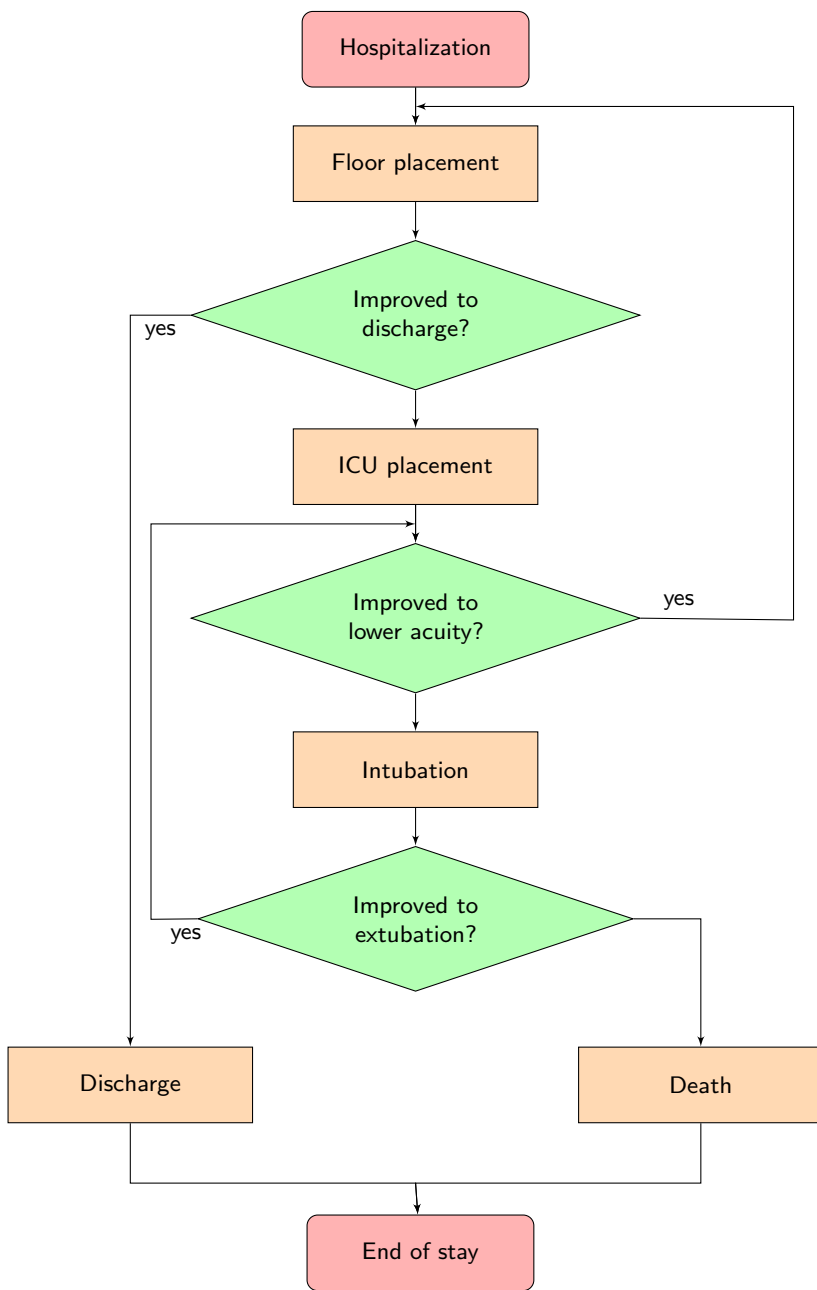 Hospitalization
Floor placement
Improved to
discharge?
yes
ICU placement
Improved to
lower acuity?
yes
Intubation
Improved to
extubation?
yes
Discharge
Death
End of stay